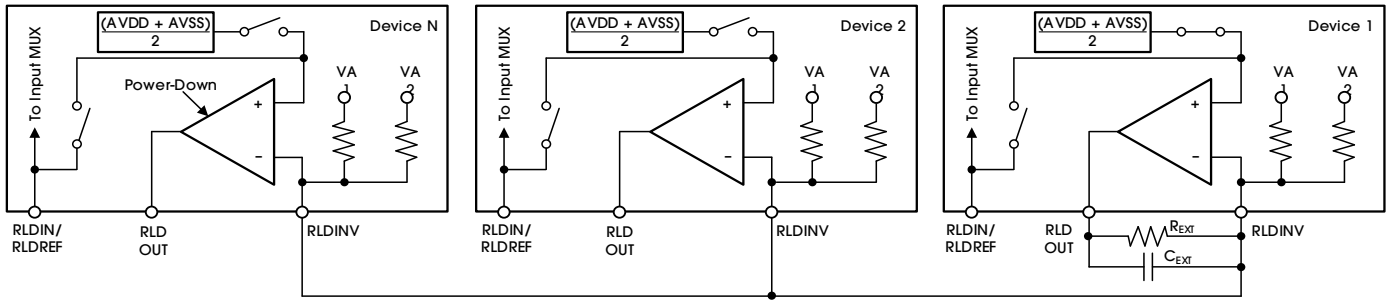 (AVDD + AVSS)
2
Device N
To Input MUX
Power-Down
VA
1
VA
2
+
−
RLDIN/
RLDREF
RLD
OUT
RLDINV
(AVDD + AVSS)
2
Device 2
To Input MUX
VA
1
VA
2
+
−
RLDIN/
RLDREF
RLD
OUT
RLDINV
(AVDD + AVSS)
2
Device 1
To Input MUX
VA
1
VA
2
+
−
RLDIN/
RLDREF
RLD
OUT
RLDINV
REXT
CEXT